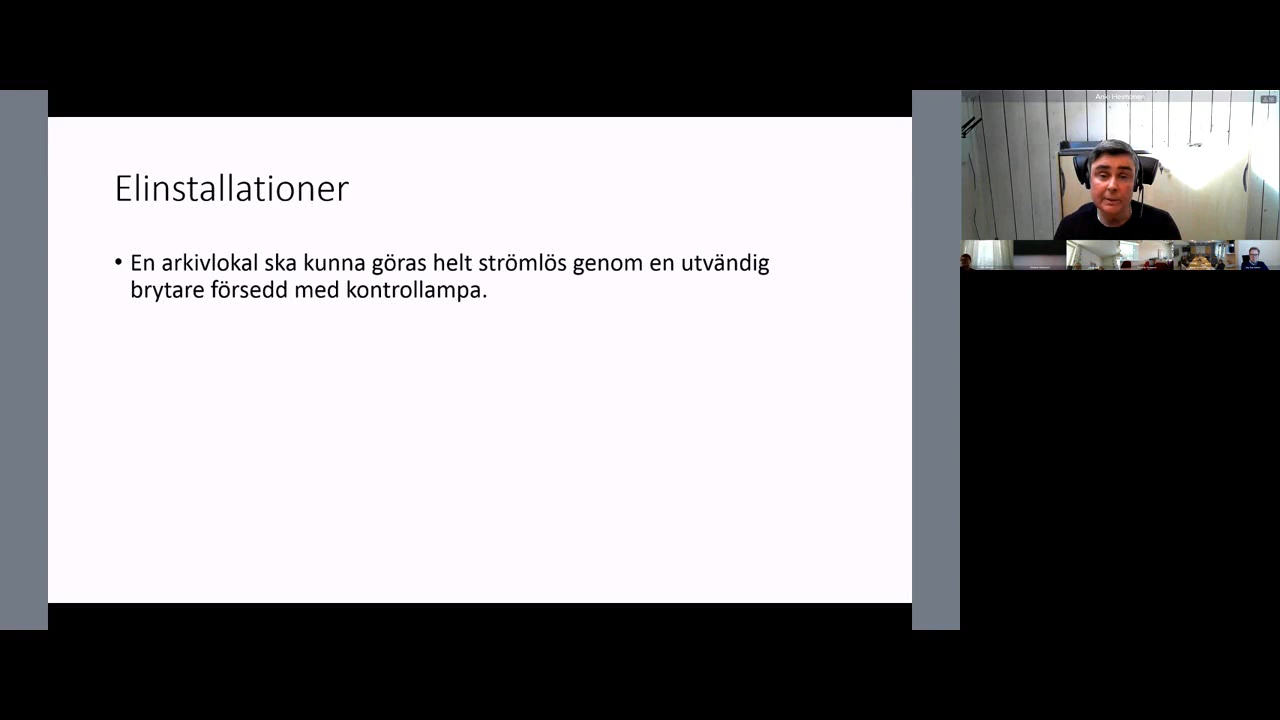 Elinstallationer
• En arkivlokal ska kunna göras helt strömlös genom en utvändig
brytare försedd med kontrollampa.